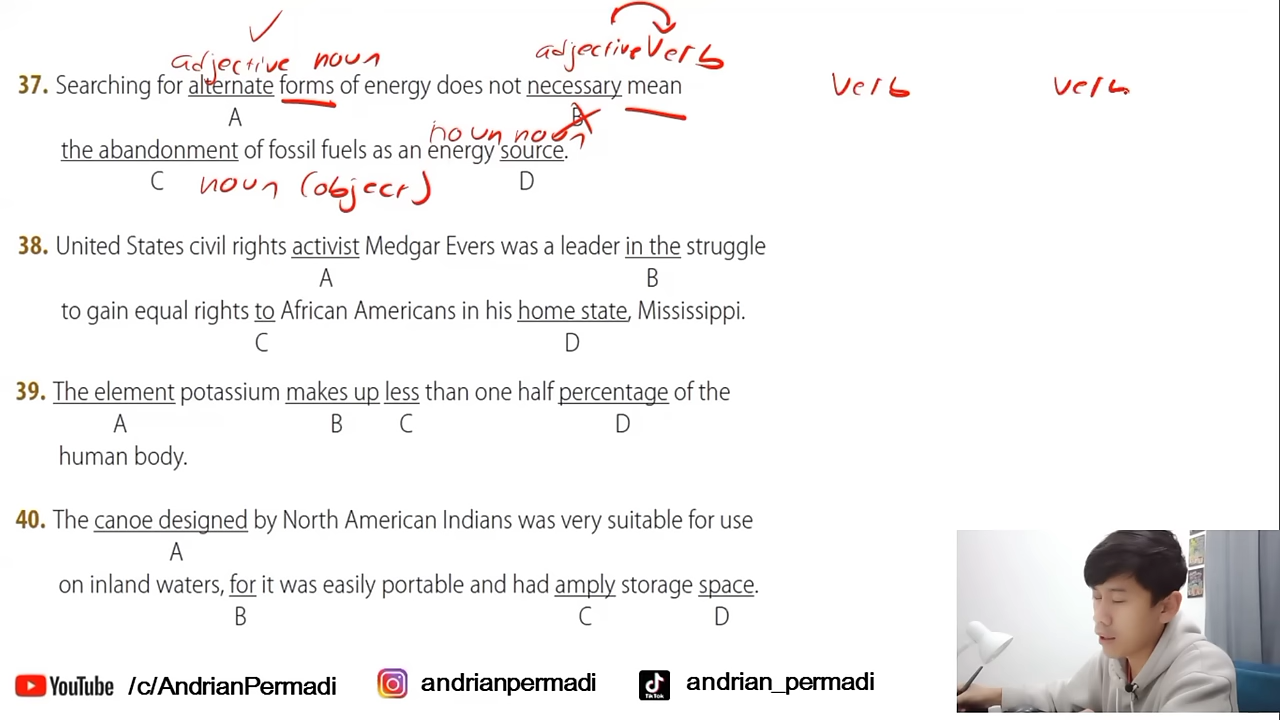 adjective noun adjective verb
37. Searching for alternate forms of energy does not necessary mean verb verb
A B
noun noun
the abandonment of fossil fuels as an energy source.
C noun (object) D
38. United States civil rights activist Medgar Evers was a leader in the struggle
A B
to gain equal rights to African Americans in his home state, Mississippi.
C D
39. The element potassium makes up less than one half percentage of the
A B C D
human body.
40. The canoe designed by North American Indians was very suitable for use
A
on inland waters, for it was easily portable and had amply storage space.
B C D
YouTube /c/AndrianPermadi andrianpermadi TikTok andrian_permadi